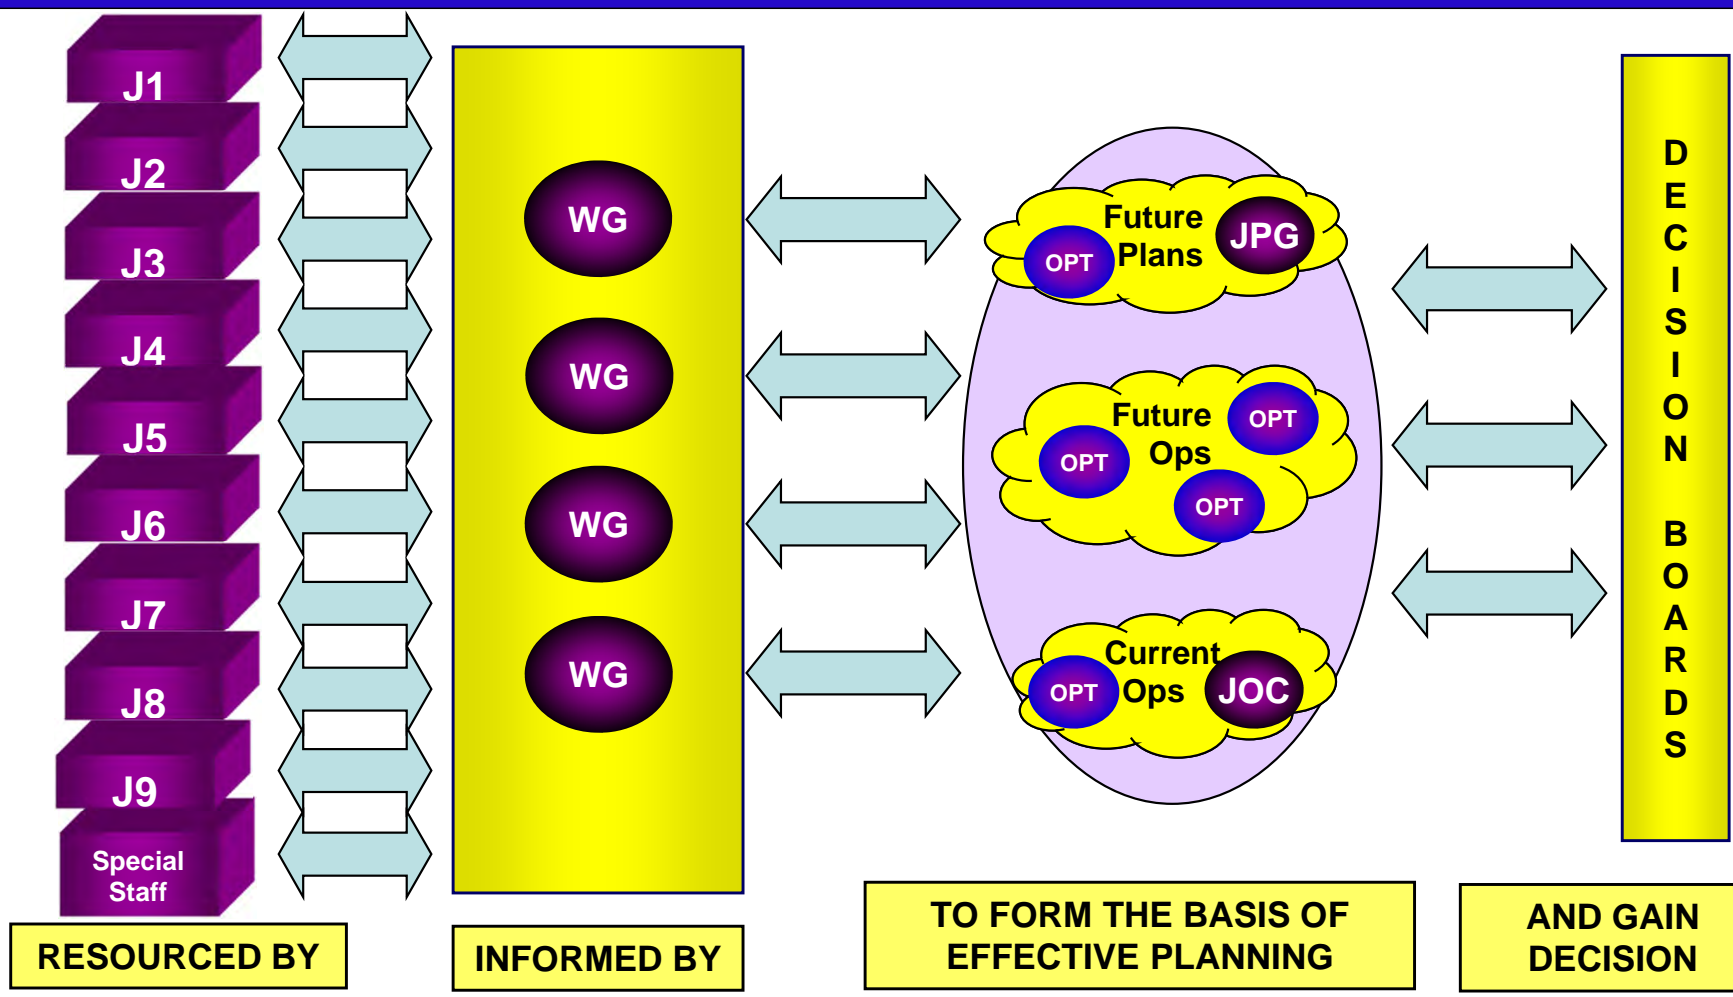 J1
J2
J3
J4
J5
J6
J7
J8
J9
Special
Staff
RESOURCED BY
WG
WG
WG
WG
INFORMED BY
Future
Plans
OPT
JPG
Future
Ops
OPT
OPT
OPT
Current
Ops
OPT
JOC
TO FORM THE BASIS OF
EFFECTIVE PLANNING
D
E
C
I
S
I
O
N
B
O
A
R
D
S
AND GAIN
DECISION